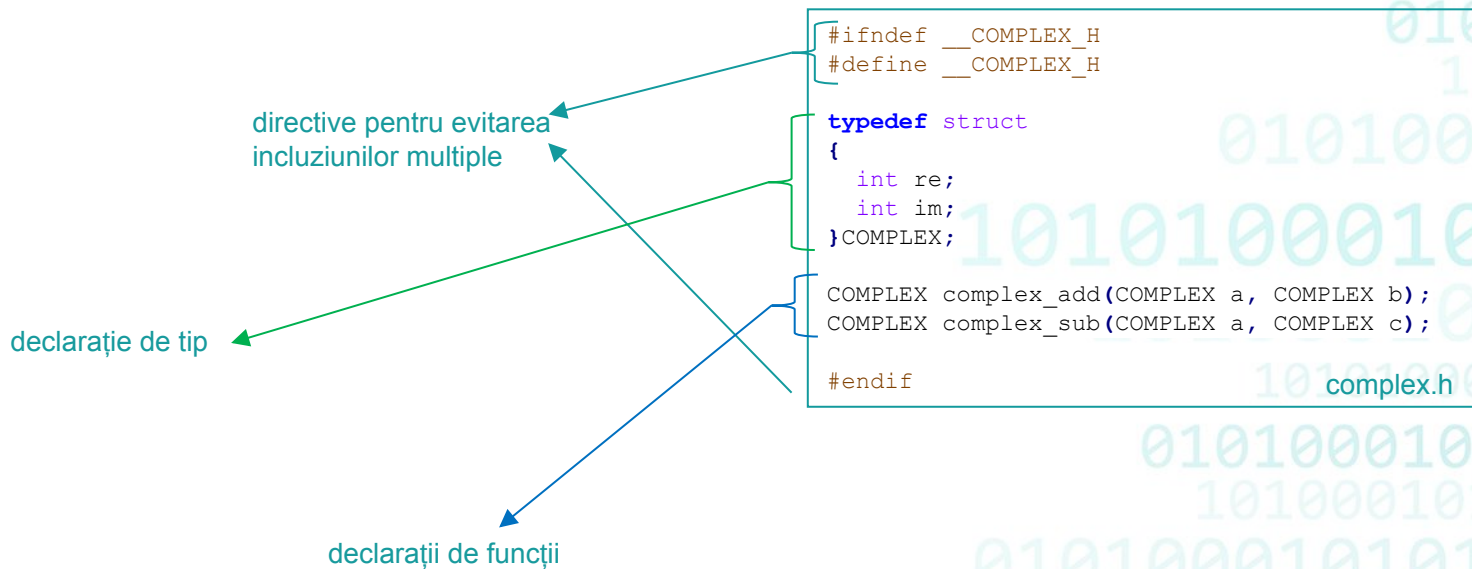 #ifndef __COMPLEX_H
#define __COMPLEX_H
directive pentru evitarea
incluziunilor multiple
typedef struct
{
int re;
int im;
}COMPLEX;
COMPLEX complex_add(COMPLEX a, COMPLEX b);
COMPLEX complex_sub(COMPLEX a, COMPLEX c);
declarație de tip
#endif
complex.h
declarații de funcții